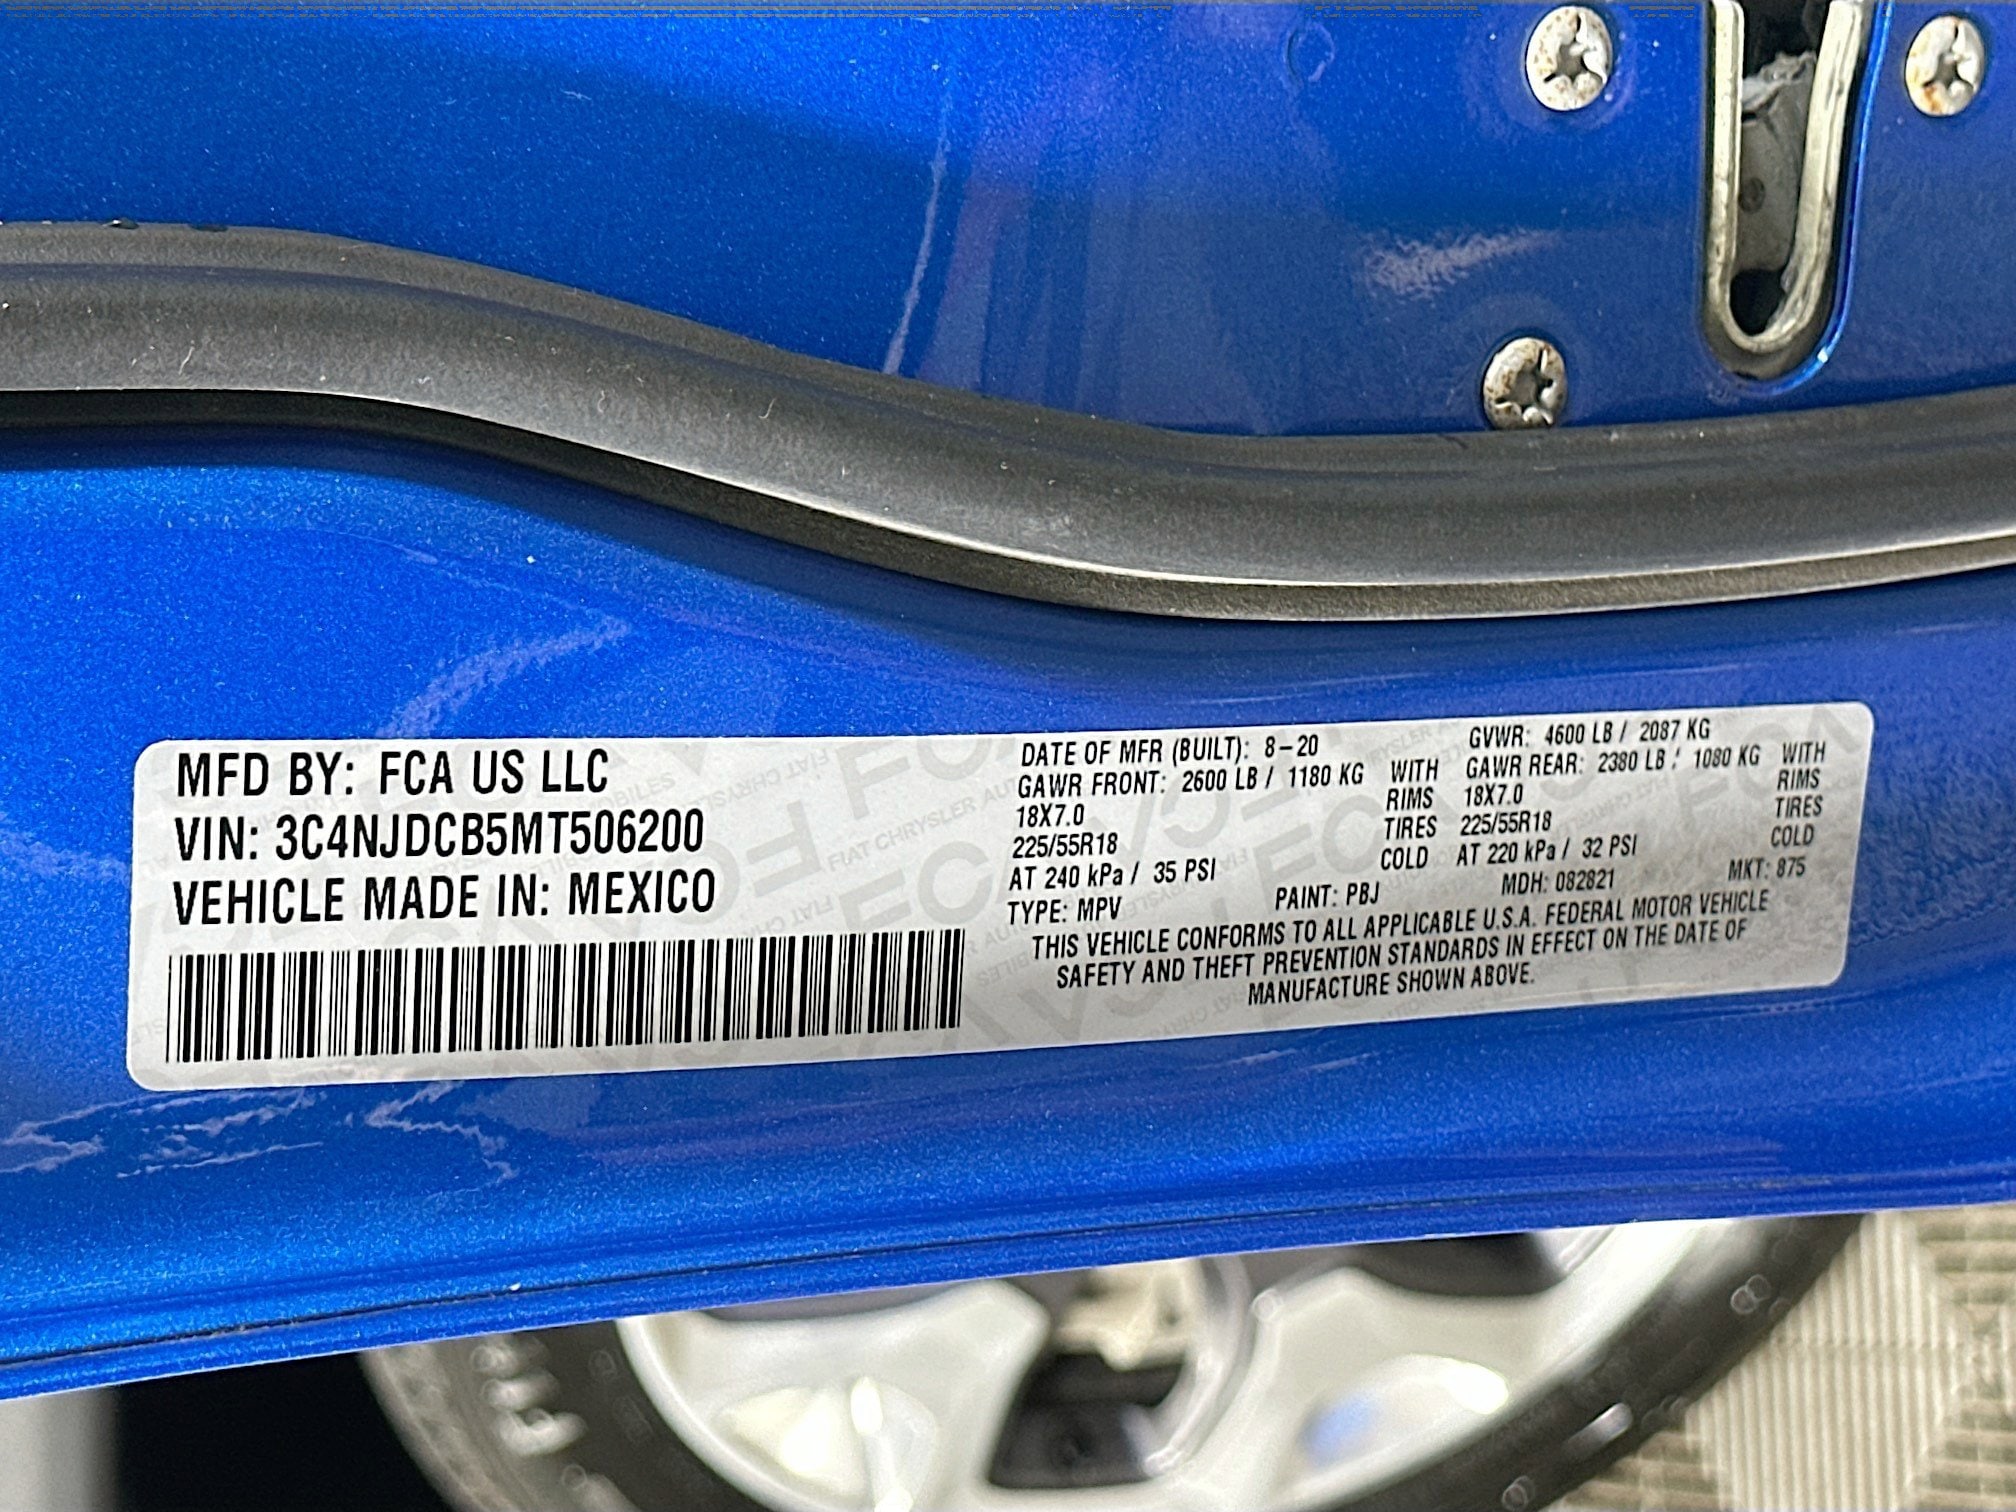 MFD BY: FCA US LLC
VIN: 3C4NJDCB5MT506200
VEHICLE MADE IN: MEXICO
DATE OF MFR (BUILT): 8-20 GVWR: 4600 LB / 2087 KG
GAWR FRONT: 2600 LB / 1180 KG WITH GAWR REAR: 2380 LB / 1080 KG WITH
18X7.0 RIMS 18X7.0 RIMS
225/55R18 TIRES 225/55R18 TIRES
AT 240 kPa / 35 PSI COLD AT 220 kPa / 32 PSI COLD
TYPE: MPV PAINT: PBJ MDH: 082821 MKT: 875
THIS VEHICLE CONFORMS TO ALL APPLICABLE U.S.A. FEDERAL MOTOR VEHICLE
SAFETY AND THEFT PREVENTION STANDARDS IN EFFECT ON THE DATE OF
MANUFACTURE SHOWN ABOVE.